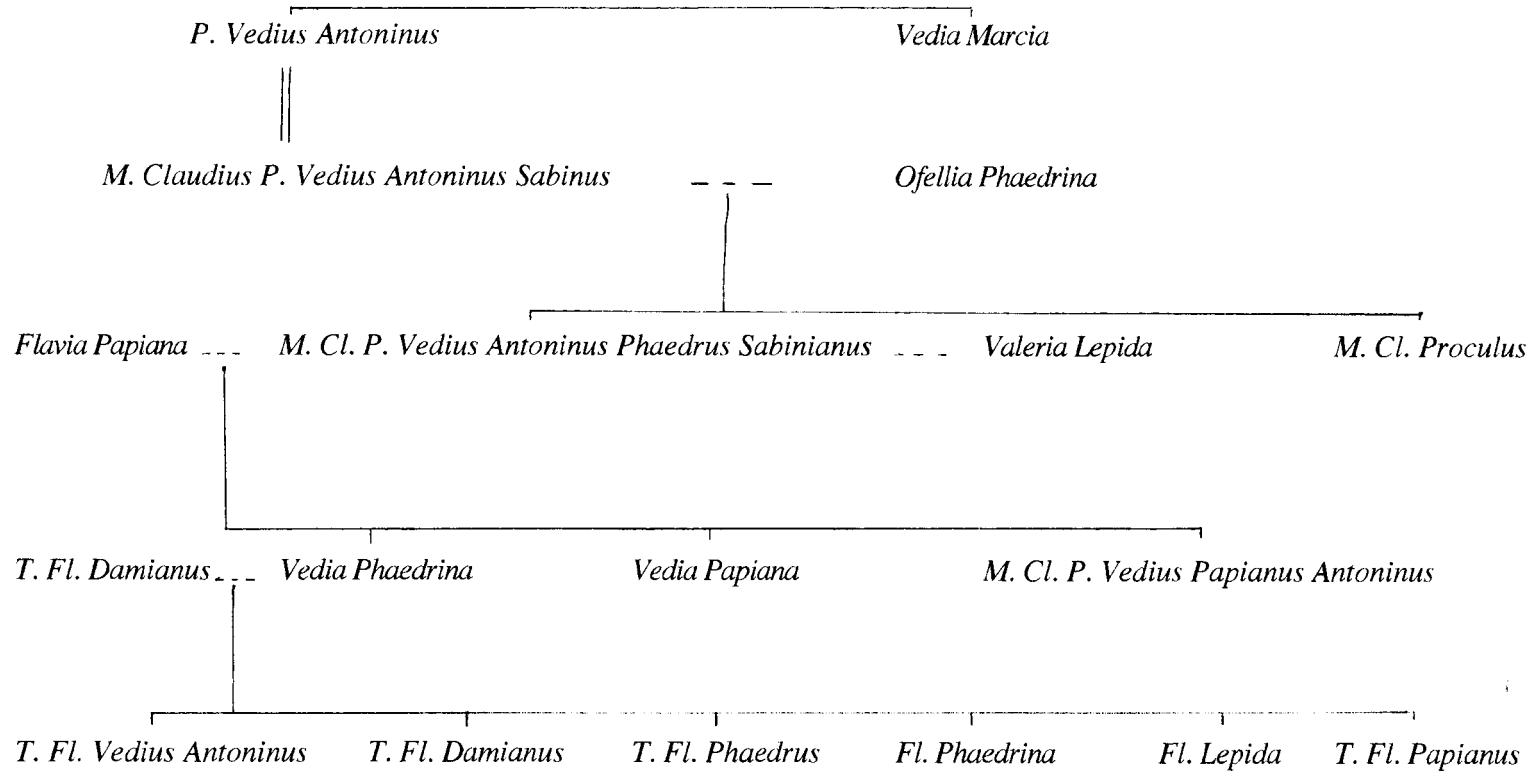 P. Vedius Antoninus Vedia Marcia
M. Claudius P. Vedius Antoninus Sabinus Ofellia Phaedrina
Flavia Papiana M. Cl. P. Vedius Antoninus Phaedrus Sabinianus Valeria Lepida M. Cl. Proculus
T. Fl. Damianus Vedia Phaedrina Vedia Papiana M. Cl. P. Vedius Papianus Antoninus
T. Fl. Vedius Antoninus T. Fl. Damianus T. Fl. Phaedrus Fl. Phaedrina Fl. Lepida T. Fl. Papianus